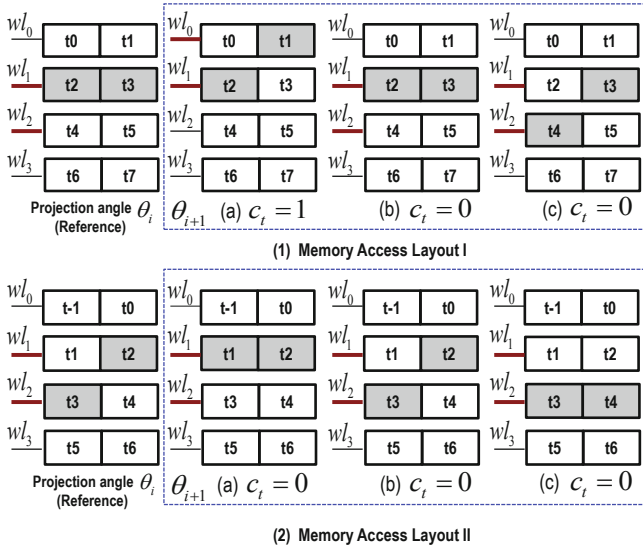 wl0 t0 t1 wl0 t0 t1 wl0 t0 t1 wl0 t0 t1
wl1 t2 t3 wl1 t2 t3 wl1 t2 t3 wl1 t2 t3
wl2 t4 t5 wl2 t4 t5 wl2 t4 t5 wl2 t4 t5
wl3 t6 t7 wl3 t6 t7 wl3 t6 t7 wl3 t6 t7
Projection angle θi θi+1 (a) ct = 1 (b) ct = 0 (c) ct = 0
(Reference)
(1) Memory Access Layout I
wl0 t-1 t0 wl0 t-1 t0 wl0 t-1 t0 wl0 t-1 t0
wl1 t1 t2 wl1 t1 t2 wl1 t1 t2 wl1 t1 t2
wl2 t3 t4 wl2 t3 t4 wl2 t3 t4 wl2 t3 t4
wl3 t5 t6 wl3 t5 t6 wl3 t5 t6 wl3 t5 t6
Projection angle θi θi+1 (a) ct = 0 (b) ct = 0 (c) ct = 0
(Reference)
(2) Memory Access Layout II